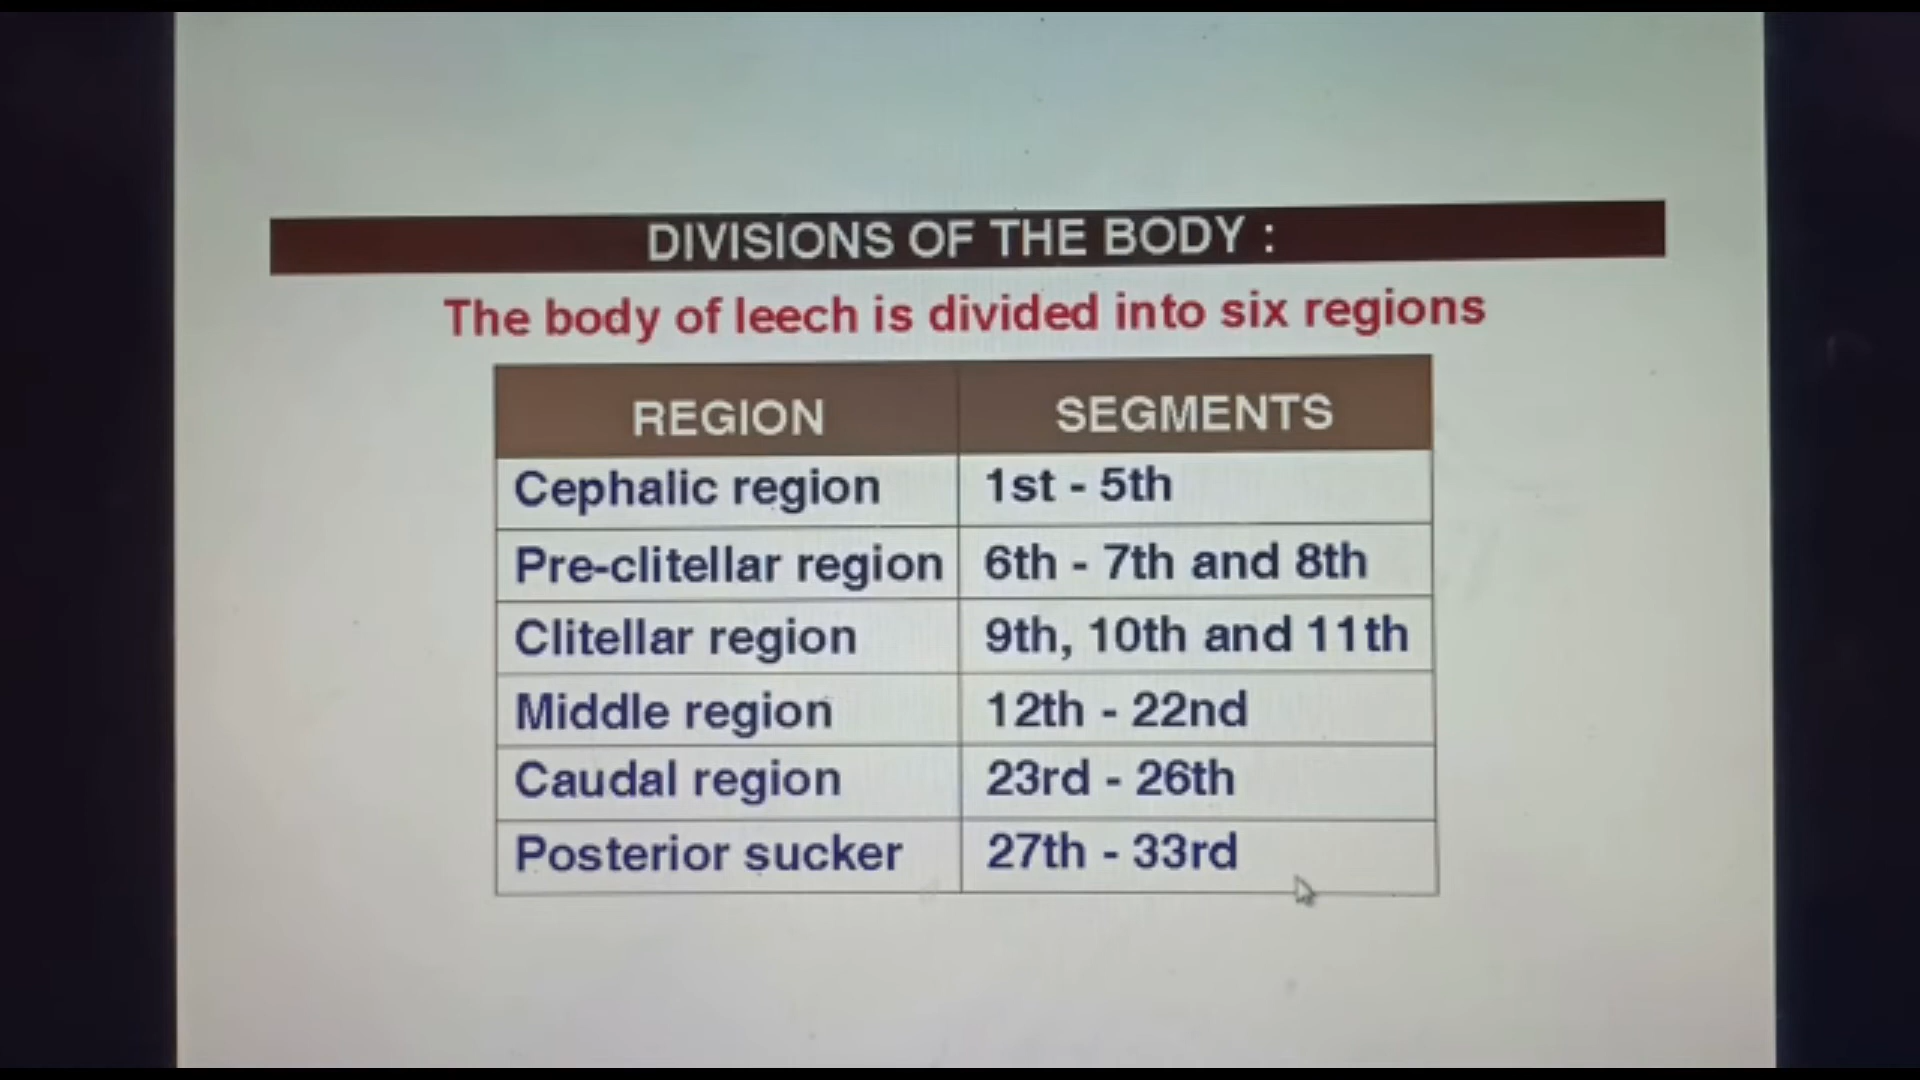 DIVISIONS OF THE BODY :
The body of leech is divided into six regions
REGION SEGMENTS
Cephalic region 1st - 5th
Pre-clitellar region 6th - 7th and 8th
Clitellar region 9th, 10th and 11th
Middle region 12th - 22nd
Caudal region 23rd - 26th
Posterior sucker 27th - 33rd